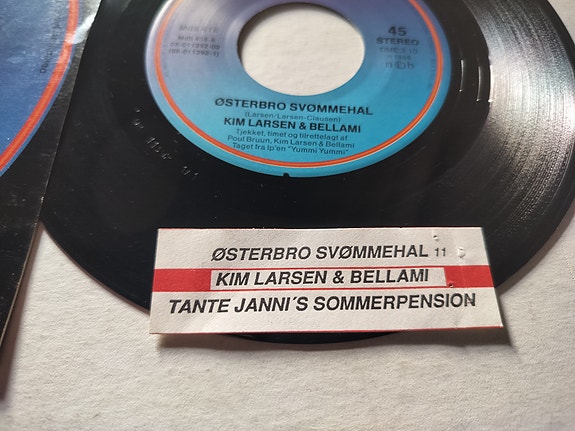 45
STEREO
ØSTERBRO SVØMMEHAL
(Larsen/Larsen-Clausen)
KIM LARSEN & BELLAMI
Tjekket, timet og tilrettelagt af
Poul Bruun, Kim Larsen & Bellami
Taget fra lp'en "Yummi Yummi"
ØSTERBRO SVØMMEHAL 11
KIM LARSEN & BELLAMI
TANTE JANNI´S SOMMERPENSION